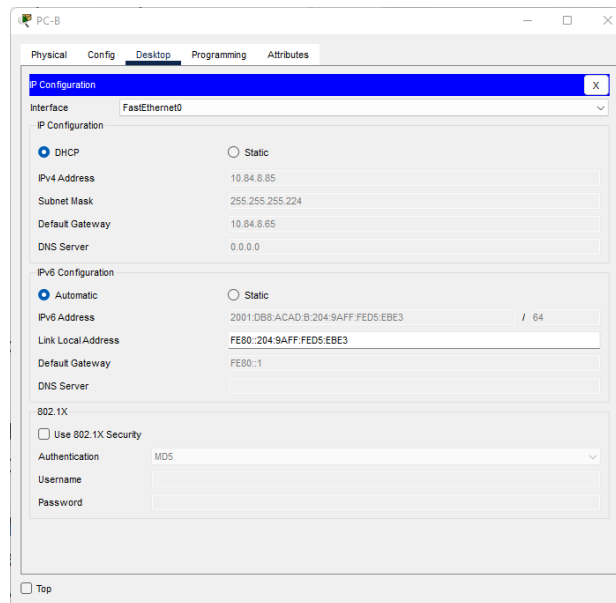 PC-B
Physical Config Desktop Programming Attributes
IP Configuration X
Interface FastEthernet0
IP Configuration
DHCP Static
IPv4 Address 10.84.8.85
Subnet Mask 255.255.255.224
Default Gateway 10.84.8.65
DNS Server 0.0.0.0
IPv6 Configuration
Automatic Static
IPv6 Address 2001:DB8:ACAD:B:204:9AFF:FED5:EBE3 / 64
Link Local Address FE80::204:9AFF:FED5:EBE3
Default Gateway FE80::1
DNS Server
802.1X
Use 802.1X Security
Authentication MD5
Username
Password
Top